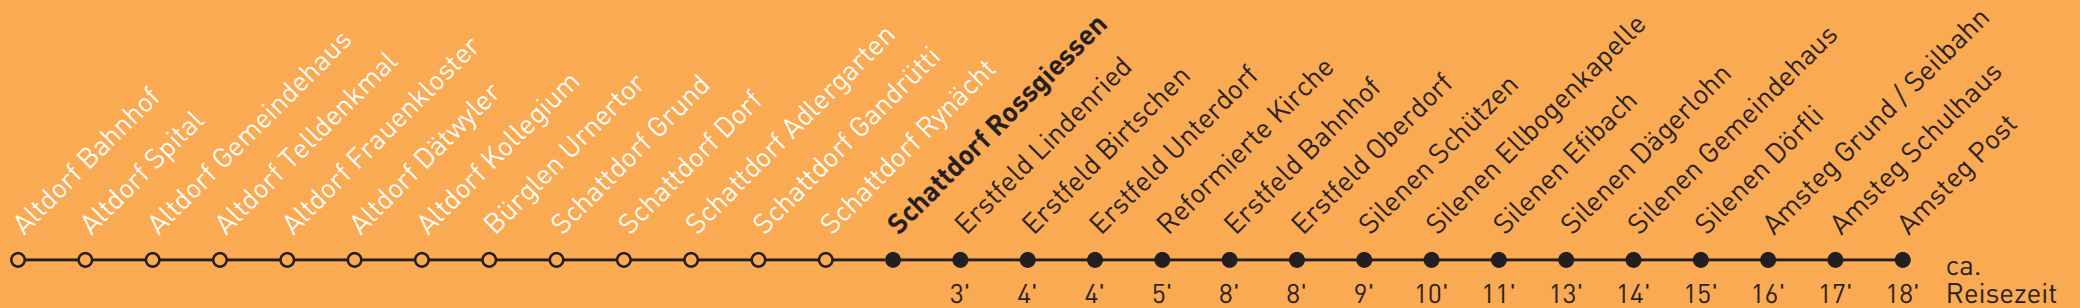 Altdorf Bahnhof
Altdorf Spital
Altdorf Gemeindehaus
Altdorf Telldenkmal
Altdorf Frauenkloster
Altdorf Dätwyler
Altdorf Kollegium
Bürglen Urnertor
Schattdorf Grund
Schattdorf Dorf
Schattdorf Adlergarten
Schattdorf Gandrütti
Schattdorf Rynächt
Schattdorf Rossgiessen
Erstfeld Lindenried
Erstfeld Birtschen
Erstfeld Unterdorf
Reformierte Kirche
Erstfeld Bahnhof
Erstfeld Oberdorf
Silenen Schützen
Silenen Ellbogenkapelle
Silenen Efibach
Silenen Dägerlohn
Silenen Gemeindehaus
Silenen Dörfli
Amsteg Grund / Seilbahn
Amsteg Schulhaus
Amsteg Post
ca.
3' 4' 4' 5' 8' 8' 9' 10' 11' 13' 14' 15' 16' 17' 18' Reisezeit